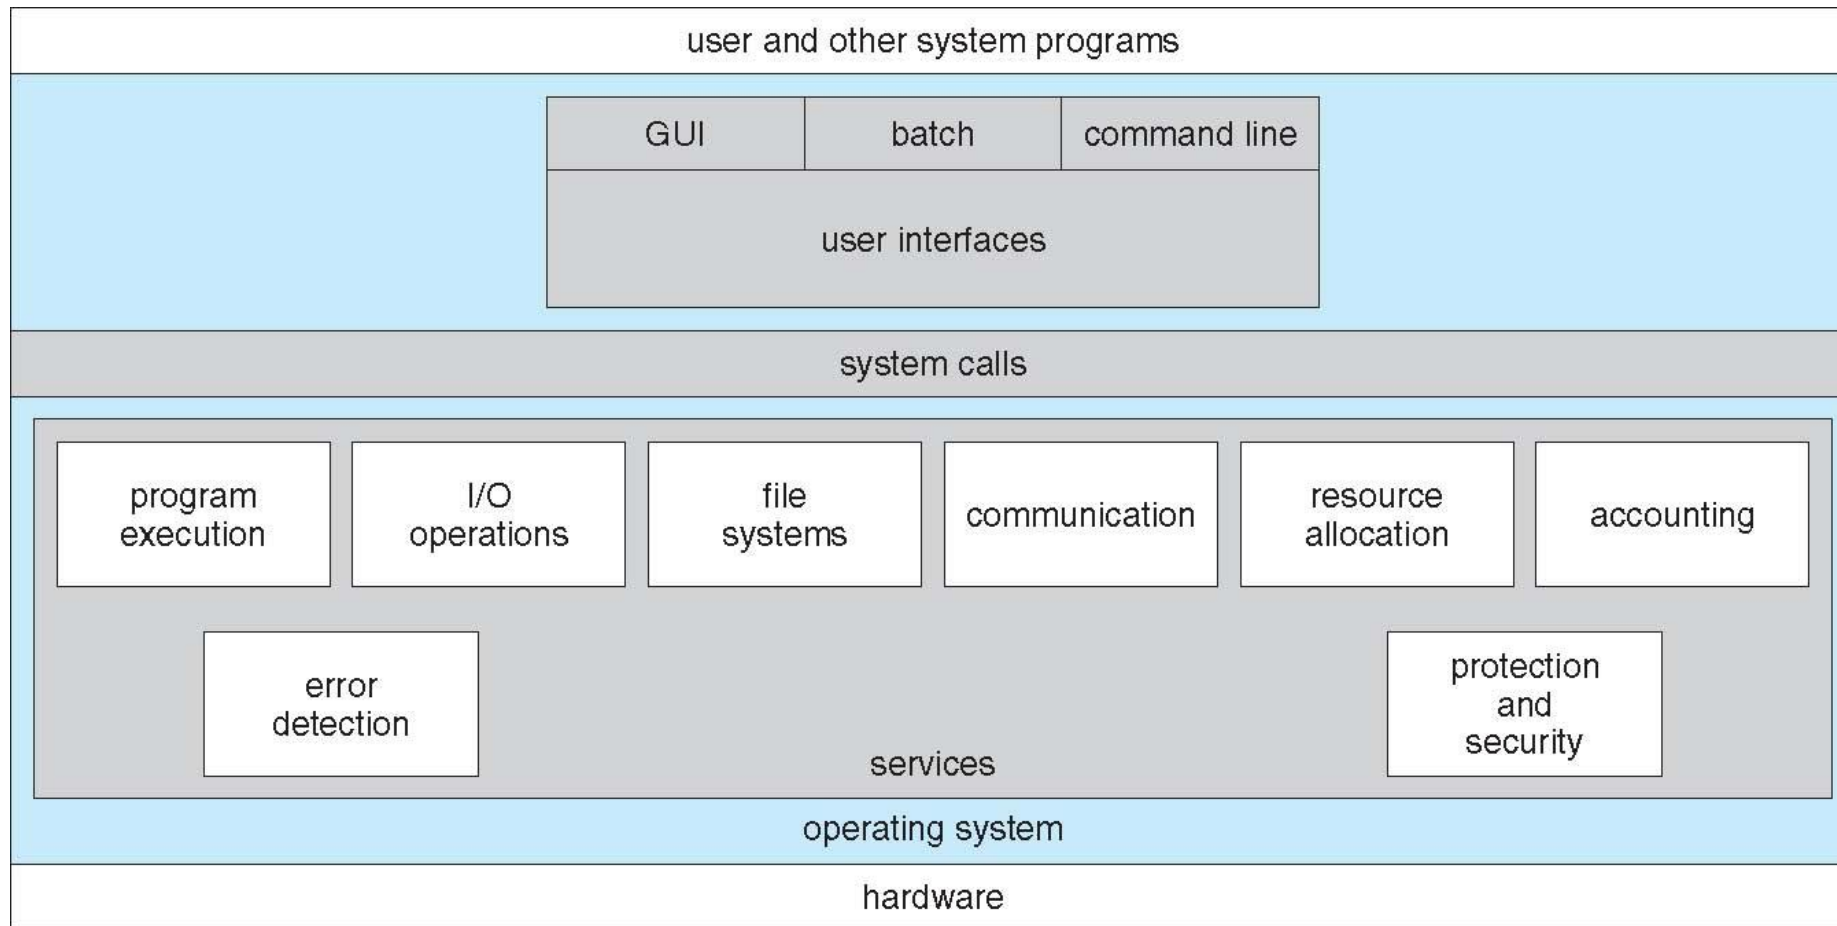 user and other system programs
GUI
batch
command line
user interfaces
system calls
program
execution
I/O
operations
file
systems
communication
resource
allocation
accounting
error
detection
protection
and
security
services
operating system
hardware